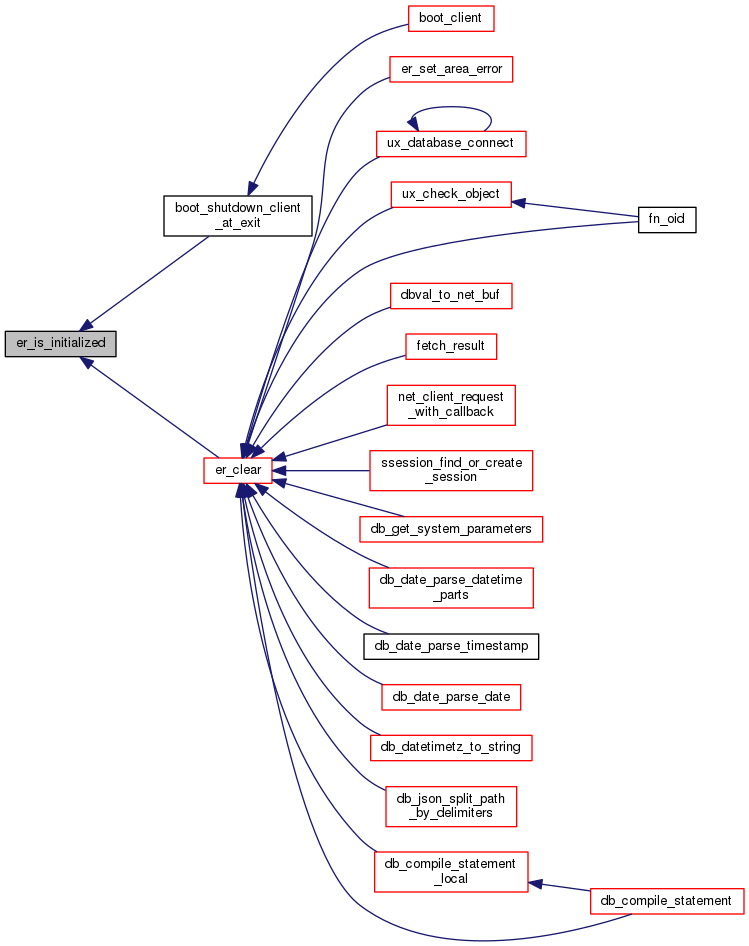 boot_client
er_set_area_error
ux_database_connect
ux_check_object
boot_shutdown_client
_at_exit
fn_oid
dbval_to_net_buf
er_is_initialized
fetch_result
net_client_request
_with_callback
er_clear
ssession_find_or_create
_session
db_get_system_parameters
db_date_parse_datetime
_parts
db_date_parse_timestamp
db_date_parse_date
db_datetimetz_to_string
db_json_split_path
_by_delimiters
db_compile_statement
_local
db_compile_statement